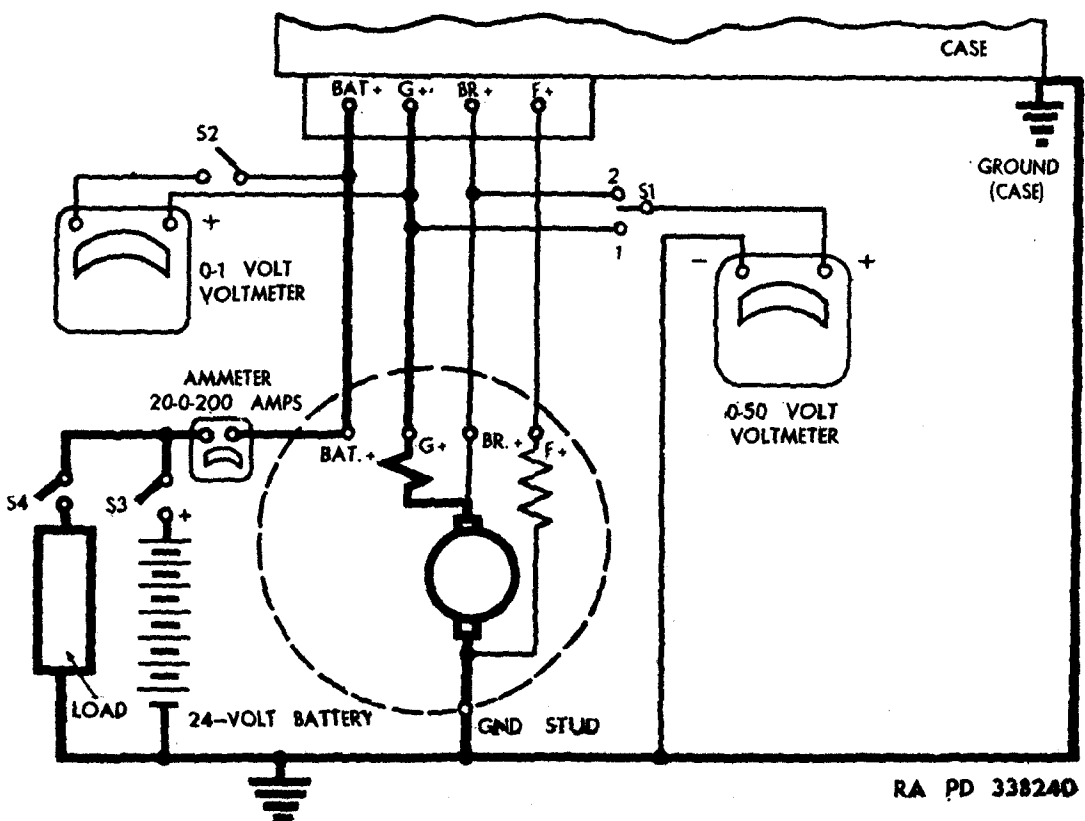 CASE
BAT+ G+ BR+ F+
S2
GROUND
(CASE)
2
S1
1
+
0-1 VOLT
VOLTMETER
- +
AMMETER
20-0-200 AMPS
0-50 VOLT
VOLTMETER
BAT.+ G+ BR.+ F+
S4 S3 +
LOAD
24-VOLT BATTERY
GND STUD
RA PD 338240